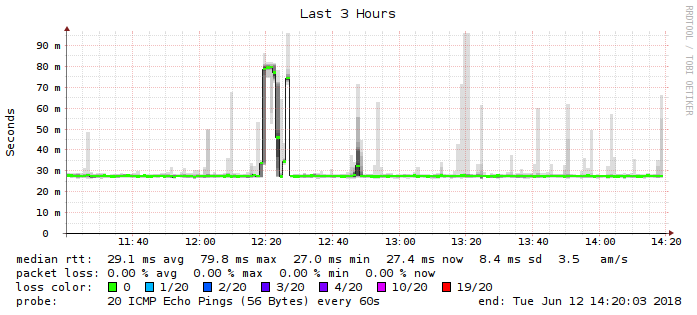 Last 3 Hours
RRDTOOL / TOBI OETIKER
Seconds
90 m
80 m
70 m
60 m
50 m
40 m
30 m
20 m
10 m
0
11:40 12:00 12:20 12:40 13:00 13:20 13:40 14:00 14:20
median rtt: 29.1 ms avg 79.8 ms max 27.0 ms min 27.4 ms now 8.4 ms sd 3.5 am/s
packet loss: 0.00 % avg 0.00 % max 0.00 % min 0.00 % now
loss color: 0 1/20 2/20 3/20 4/20 10/20 19/20
probe: 20 ICMP Echo Pings (56 Bytes) every 60s end: Tue Jun 12 14:20:03 2018